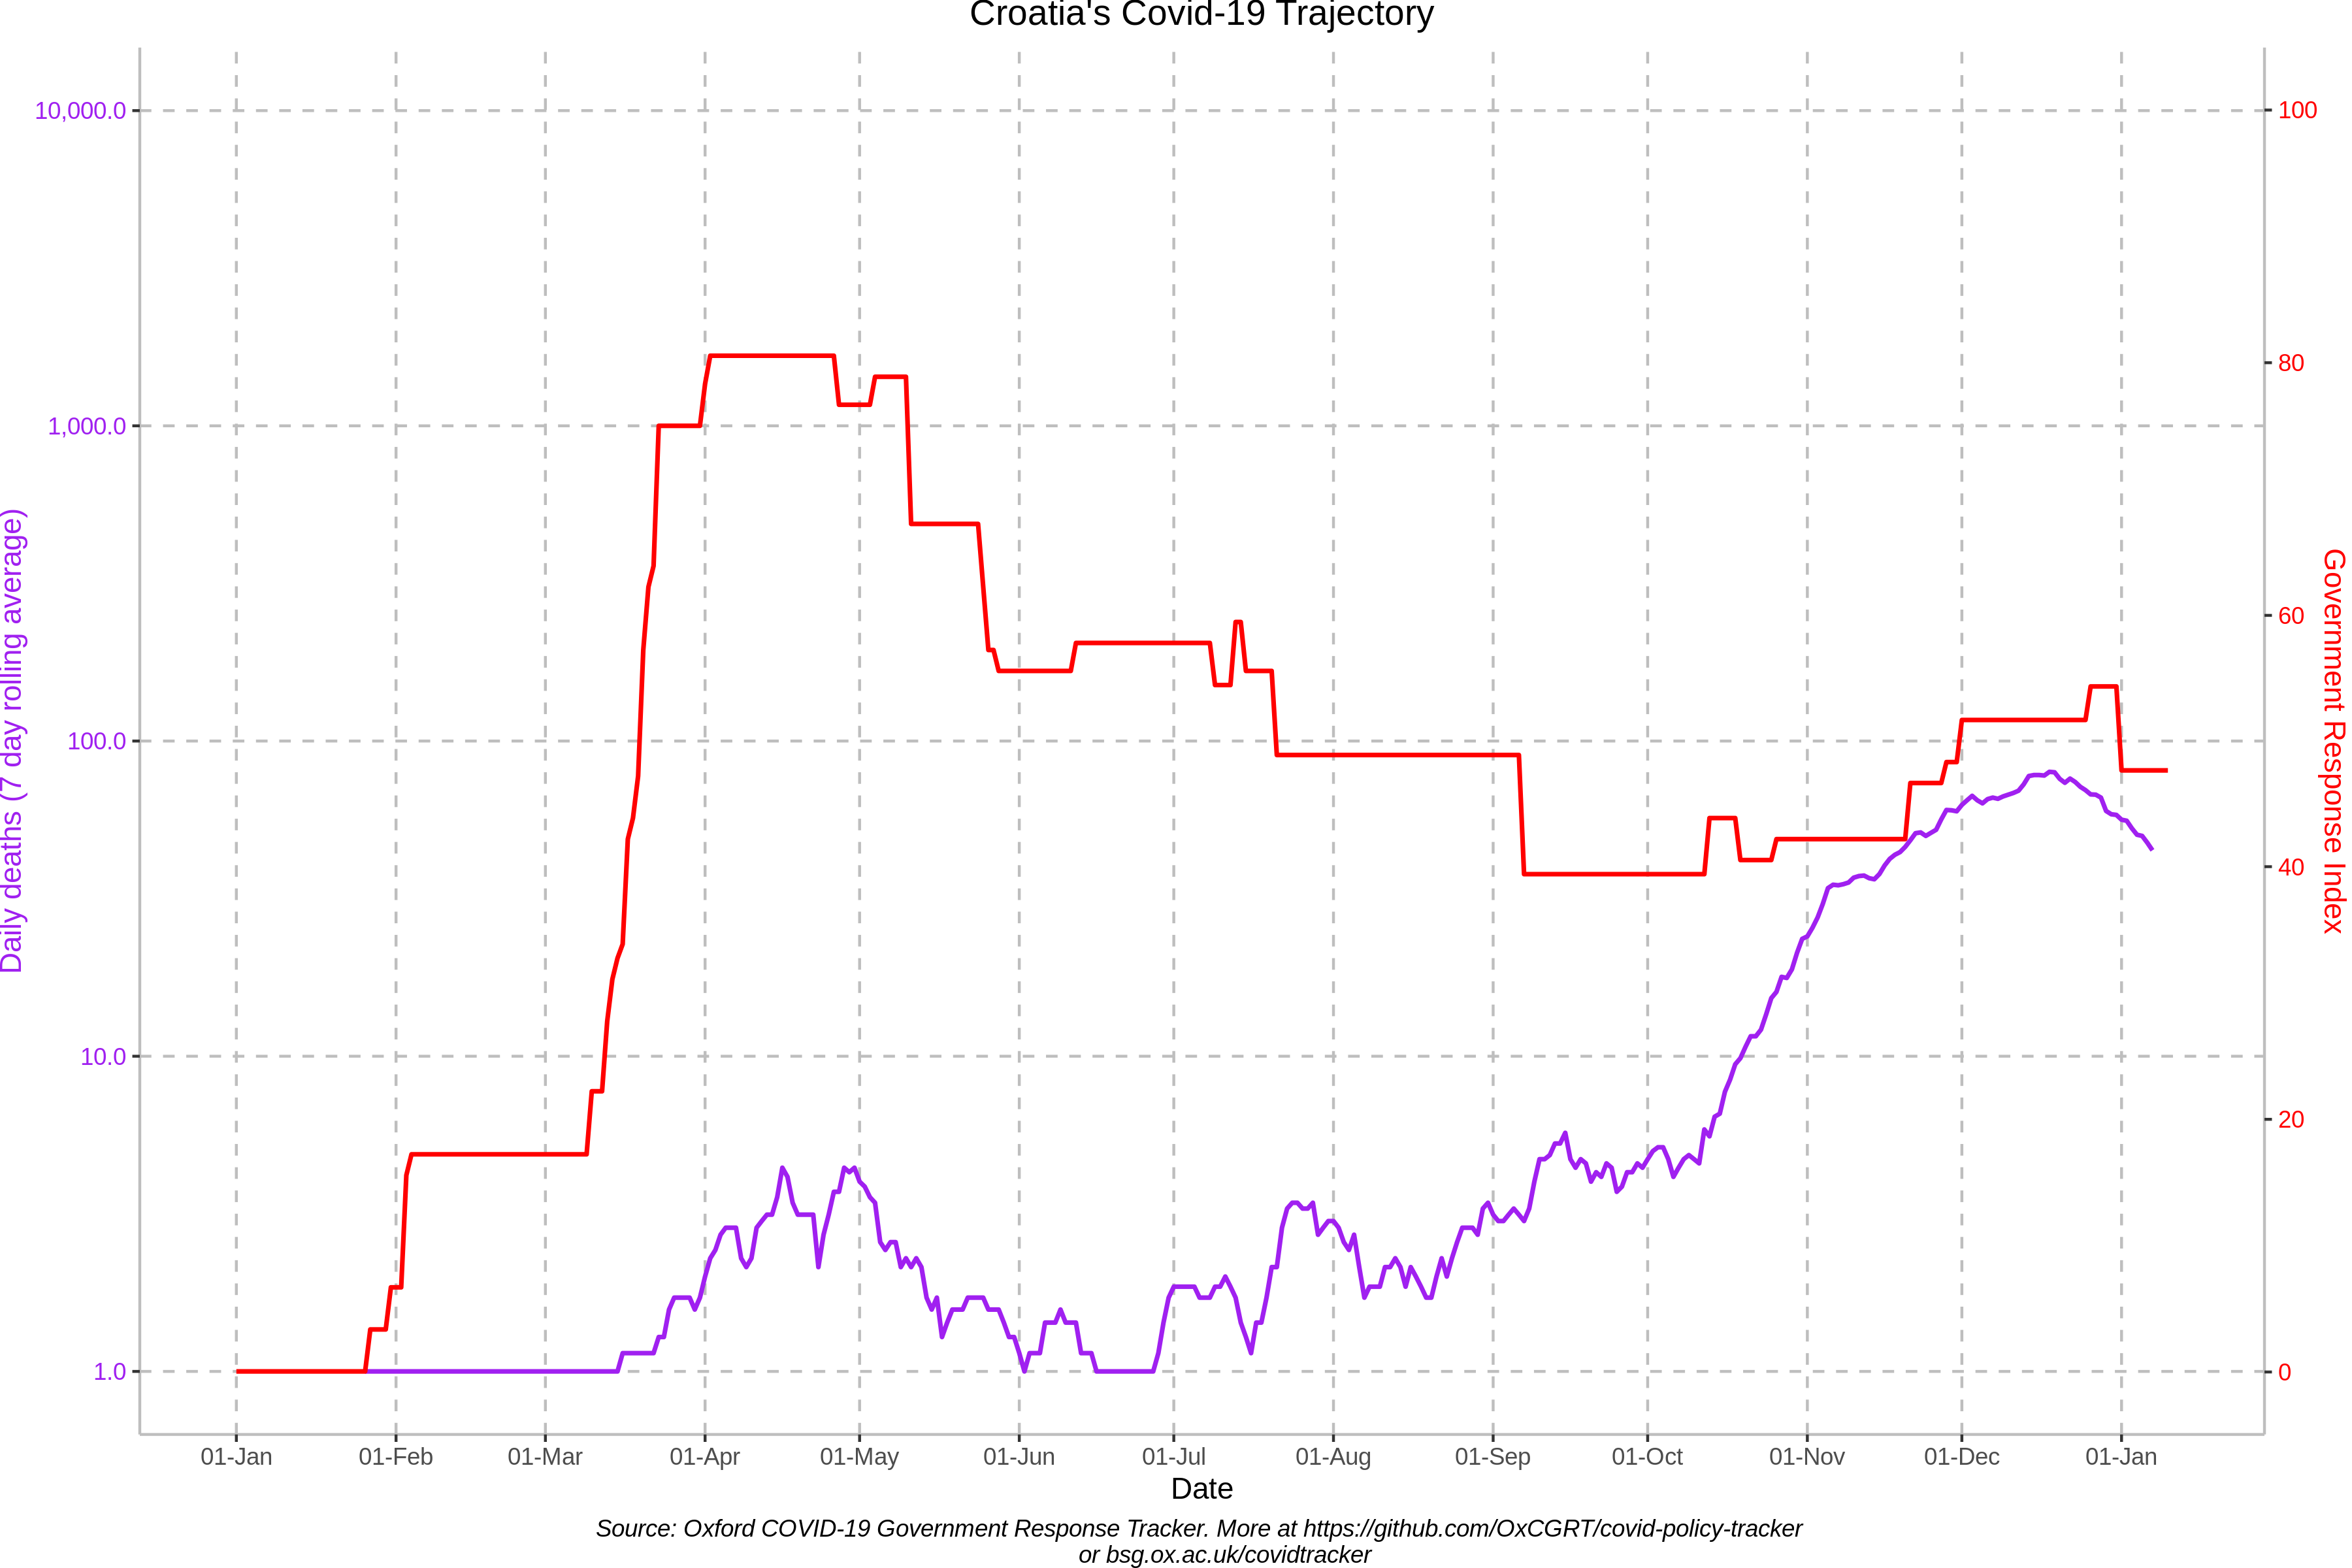 Croatia's Covid-19 Trajectory
10,000.0
1,000.0
100.0
10.0
1.0
Daily deaths (7 day rolling average)
100
80
60
40
20
0
Government Response Index
01-Jan
01-Feb
01-Mar
01-Apr
01-May
01-Jun
01-Jul
01-Aug
01-Sep
01-Oct
01-Nov
01-Dec
01-Jan
Date
Source: Oxford COVID-19 Government Response Tracker. More at https://github.com/OxCGRT/covid-policy-tracker
or bsg.ox.ac.uk/covidtracker